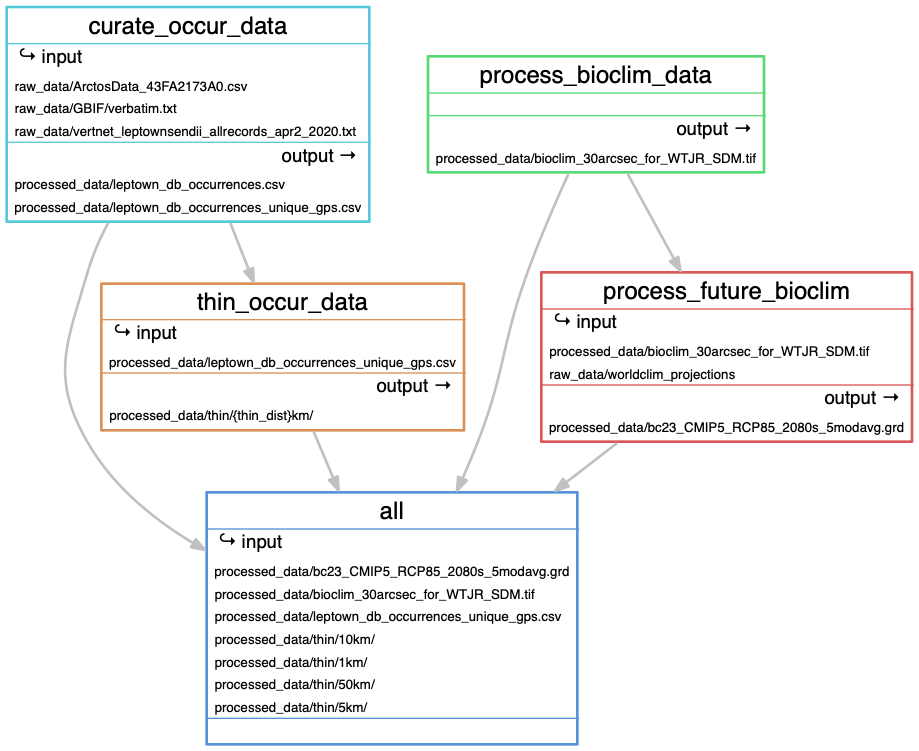 curate_occur_data
↪ input
raw_data/ArctosData_43FA2173A0.csv
raw_data/GBIF/verbatim.txt
raw_data/vertnet_leptownsendii_allrecords_apr2_2020.txt
output →
processed_data/leptown_db_occurrences.csv
processed_data/leptown_db_occurrences_unique_gps.csv
process_bioclim_data
output →
processed_data/bioclim_30arcsec_for_WTJR_SDM.tif
thin_occur_data
↪ input
processed_data/leptown_db_occurrences_unique_gps.csv
output →
processed_data/thin/{thin_dist}km/
process_future_bioclim
↪ input
processed_data/bioclim_30arcsec_for_WTJR_SDM.tif
raw_data/worldclim_projections
output →
processed_data/bc23_CMIP5_RCP85_2080s_5modavg.grd
all
↪ input
processed_data/bc23_CMIP5_RCP85_2080s_5modavg.grd
processed_data/bioclim_30arcsec_for_WTJR_SDM.tif
processed_data/leptown_db_occurrences_unique_gps.csv
processed_data/thin/10km/
processed_data/thin/1km/
processed_data/thin/50km/
processed_data/thin/5km/